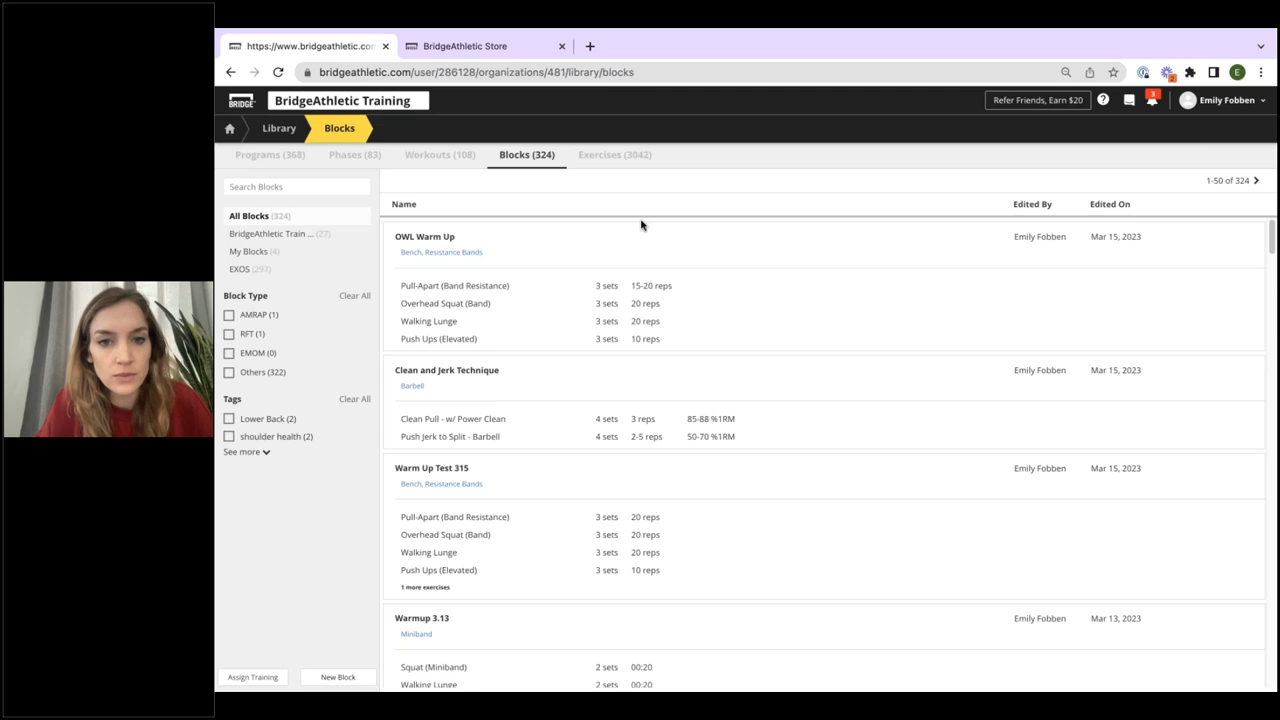 https://www.bridgeathletic.con
BridgeAthletic Store
bridgeathletic.com/user/286128/organizations/481/library/blocks
E
BRIDGE
BridgeAthletic Training
Refer Friends, Earn $20
3
Emily Fobben
Library
Blocks
Programs (368)
Phases (83)
Workouts (108)
Blocks (324)
Exercises (3042)
Search Blocks
1-50 of 324
All Blocks (324)
BridgeAthletic Train ... (27)
My Blocks (4)
EXOS (297)
Block Type
Clear All
AMRAP (1)
RFT (1)
EMOM (0)
Others (322)
Tags
Clear All
Lower Back (2)
shoulder health (2)
See more
Assign Training
New Block
Name
Edited By
Edited On
OWL Warm Up
Emily Fobben
Mar 15, 2023
Bench, Resistance Bands
Pull-Apart (Band Resistance) 3 sets 15-20 reps
Overhead Squat (Band) 3 sets 20 reps
Walking Lunge 3 sets 20 reps
Push Ups (Elevated) 3 sets 10 reps
Clean and Jerk Technique
Emily Fobben
Mar 15, 2023
Barbell
Clean Pull - w/ Power Clean 4 sets 3 reps 85-88 %1RM
Push Jerk to Split - Barbell 4 sets 2-5 reps 50-70 %1RM
Warm Up Test 315
Emily Fobben
Mar 15, 2023
Bench, Resistance Bands
Pull-Apart (Band Resistance) 3 sets 20 reps
Overhead Squat (Band) 3 sets 20 reps
Walking Lunge 3 sets 20 reps
Push Ups (Elevated) 3 sets 10 reps
1 more exercises
Warmup 3.13
Emily Fobben
Mar 13, 2023
Miniband
Squat (Miniband) 2 sets 00:20
Walking Lunge 2 sets 00:20